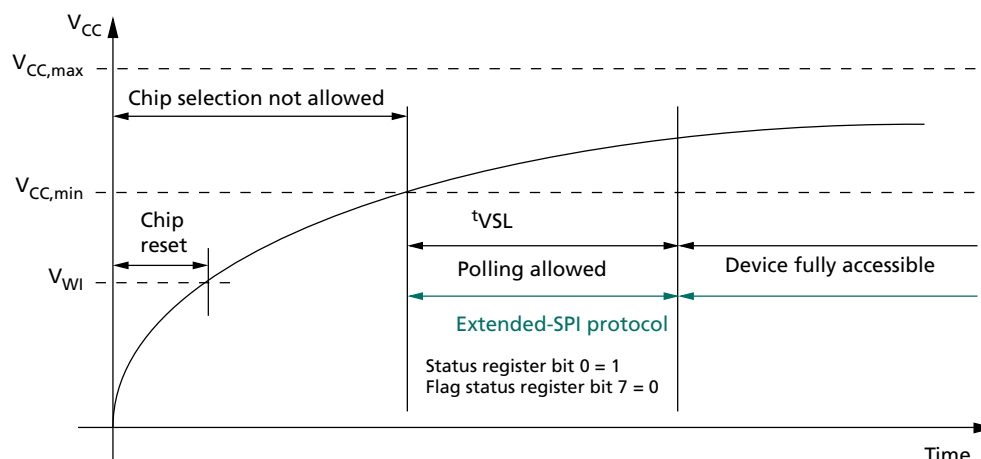 VCC
VCC,max
Chip selection not allowed
VCC,min
Chip
reset
tVSL
VWI
Polling allowed
Device fully accessible
Extended-SPI protocol
Status register bit 0 = 1
Flag status register bit 7 = 0
Time